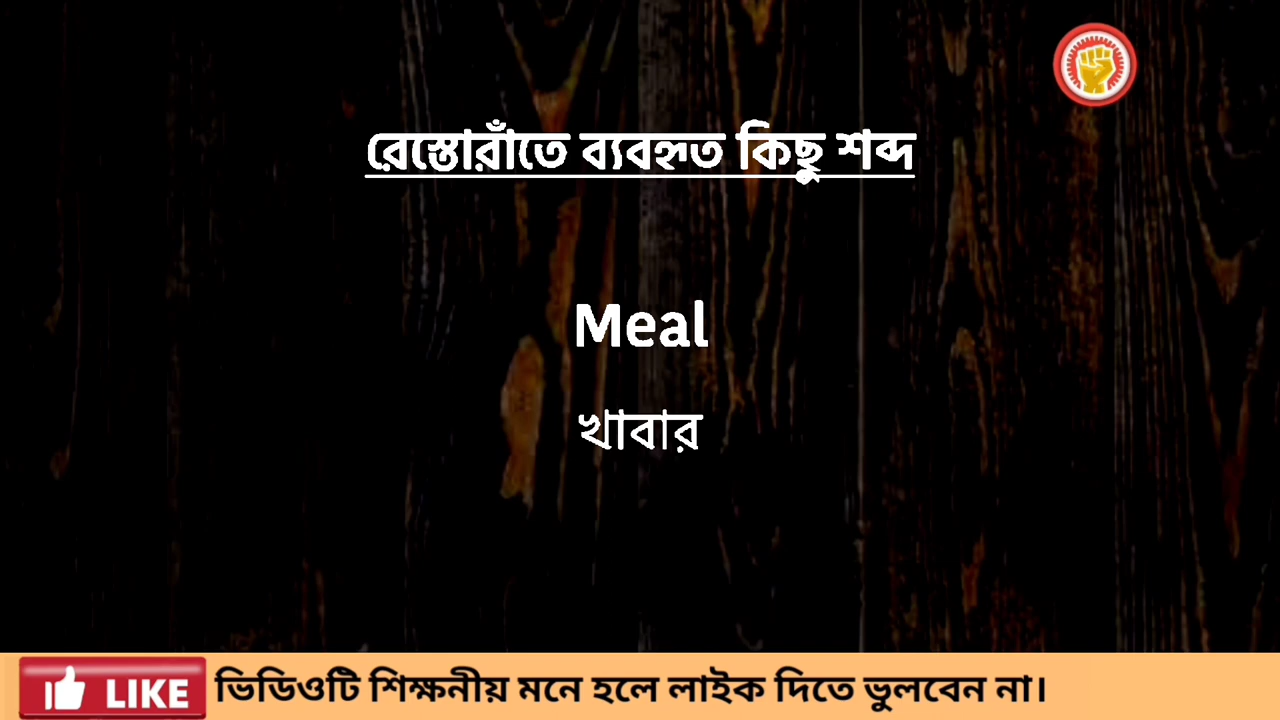 রেস্তোরাঁতে ব্যবহৃত কিছু শব্দ
Meal
খাবার
LIKE ভিডিওটি শিক্ষনীয় মনে হলে লাইক দিতে ভুলবেন না।